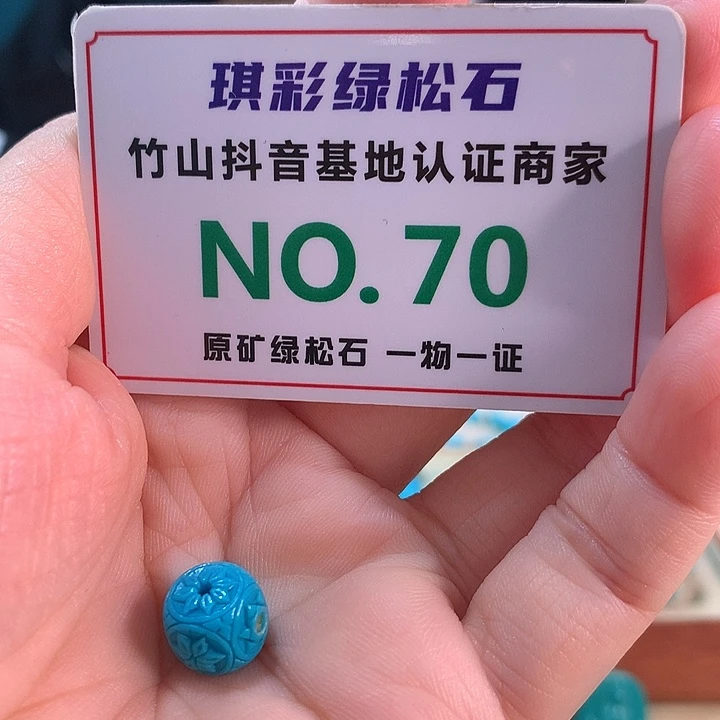 琪彩绿松石
竹山抖音基地认证商家
NO.70
原矿绿松石 一物一证